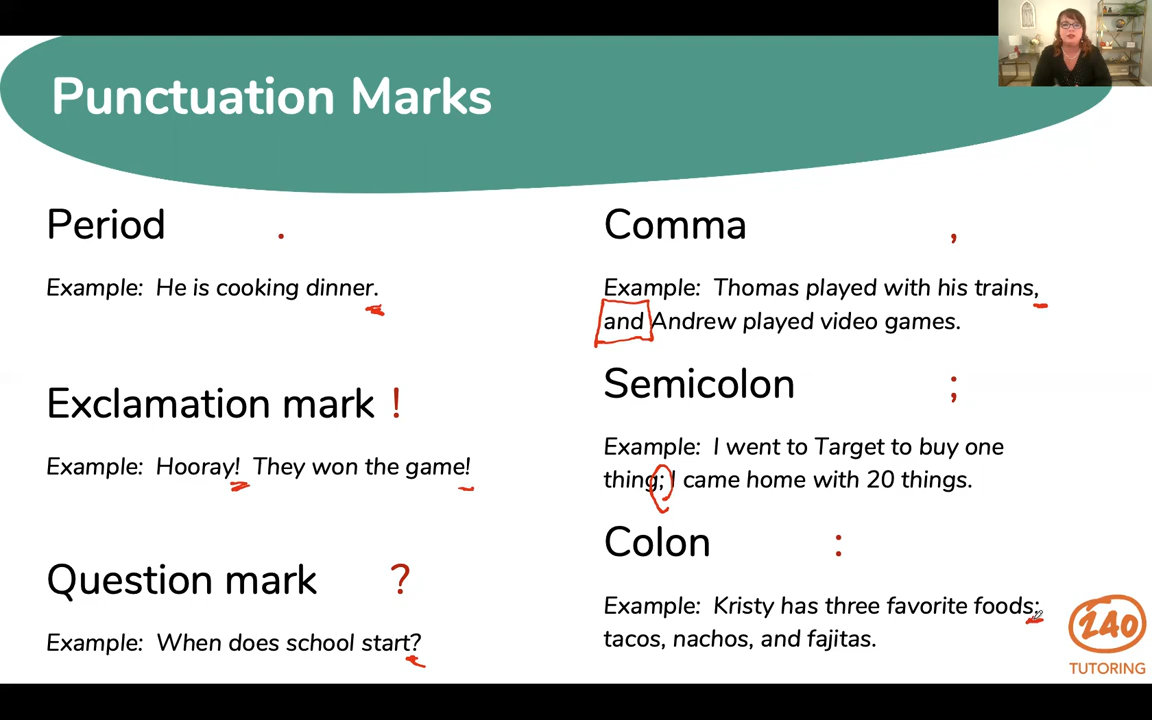 Punctuation Marks
Period .
Example: He is cooking dinner.
Exclamation mark !
Example: Hooray! They won the game!
Question mark ?
Example: When does school start?
Comma ,
Example: Thomas played with his trains,
and Andrew played video games.
Semicolon ;
Example: I went to Target to buy one
thing; I came home with 20 things.
Colon :
Example: Kristy has three favorite foods:
tacos, nachos, and fajitas.
240
TUTORING